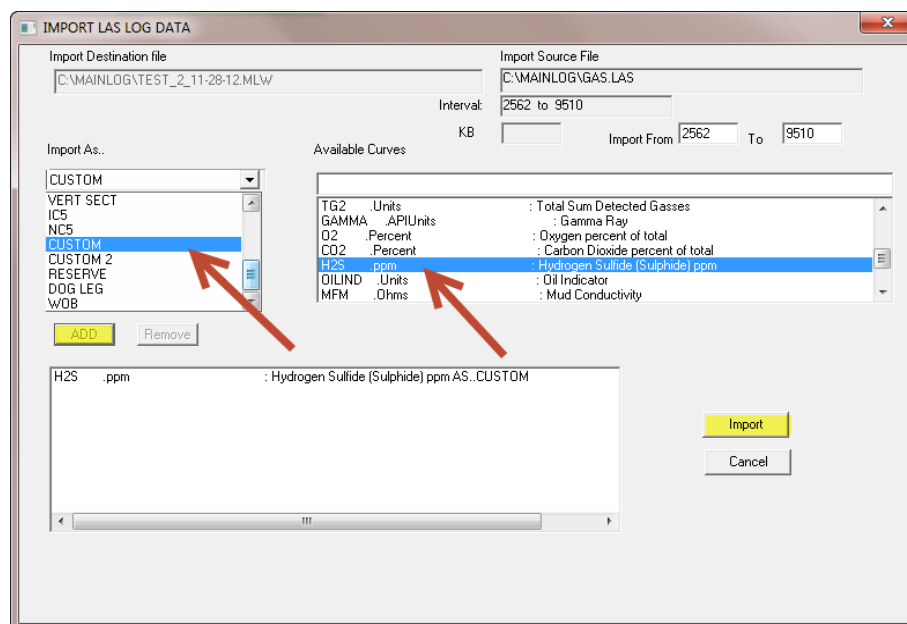 IMPORT LAS LOG DATA
Import Destination file
Import Source File
C:\MAINLOG\TEST_2_11-28-12.MLW
C:\MAINLOG\GAS.LAS
Interval: 2562 to 9510
KB
Import From 2562 To 9510
Import As..
Available Curves
CUSTOM
VERT SECT
IC5
NC5
CUSTOM
CUSTOM 2
RESERVE
DOG LEG
WOB
TG2 .Units : Total Sum Detected Gasses
GAMMA .APIUnits : Gamma Ray
O2 .Percent : Oxygen percent of total
CO2 .Percent : Carbon Dioxide percent of total
H2S .ppm : Hydrogen Sulfide (Sulphide) ppm
OILIND .Units : Oil Indicator
MFM .Ohms : Mud Conductivity
ADD
Remove
H2S .ppm : Hydrogen Sulfide (Sulphide) ppm AS..CUSTOM
Import
Cancel